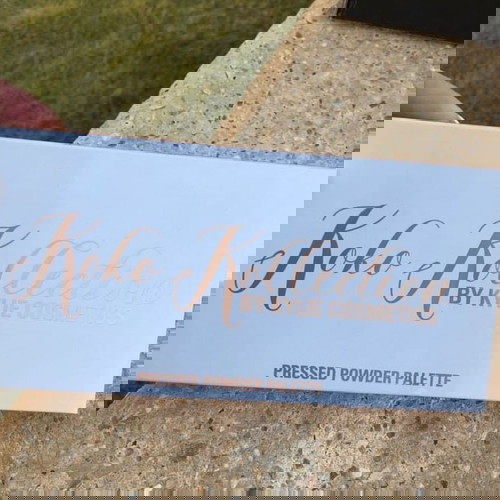 Koko Kollection
BY KYLIE COSMETICS
PRESSED POWDER PALETTE